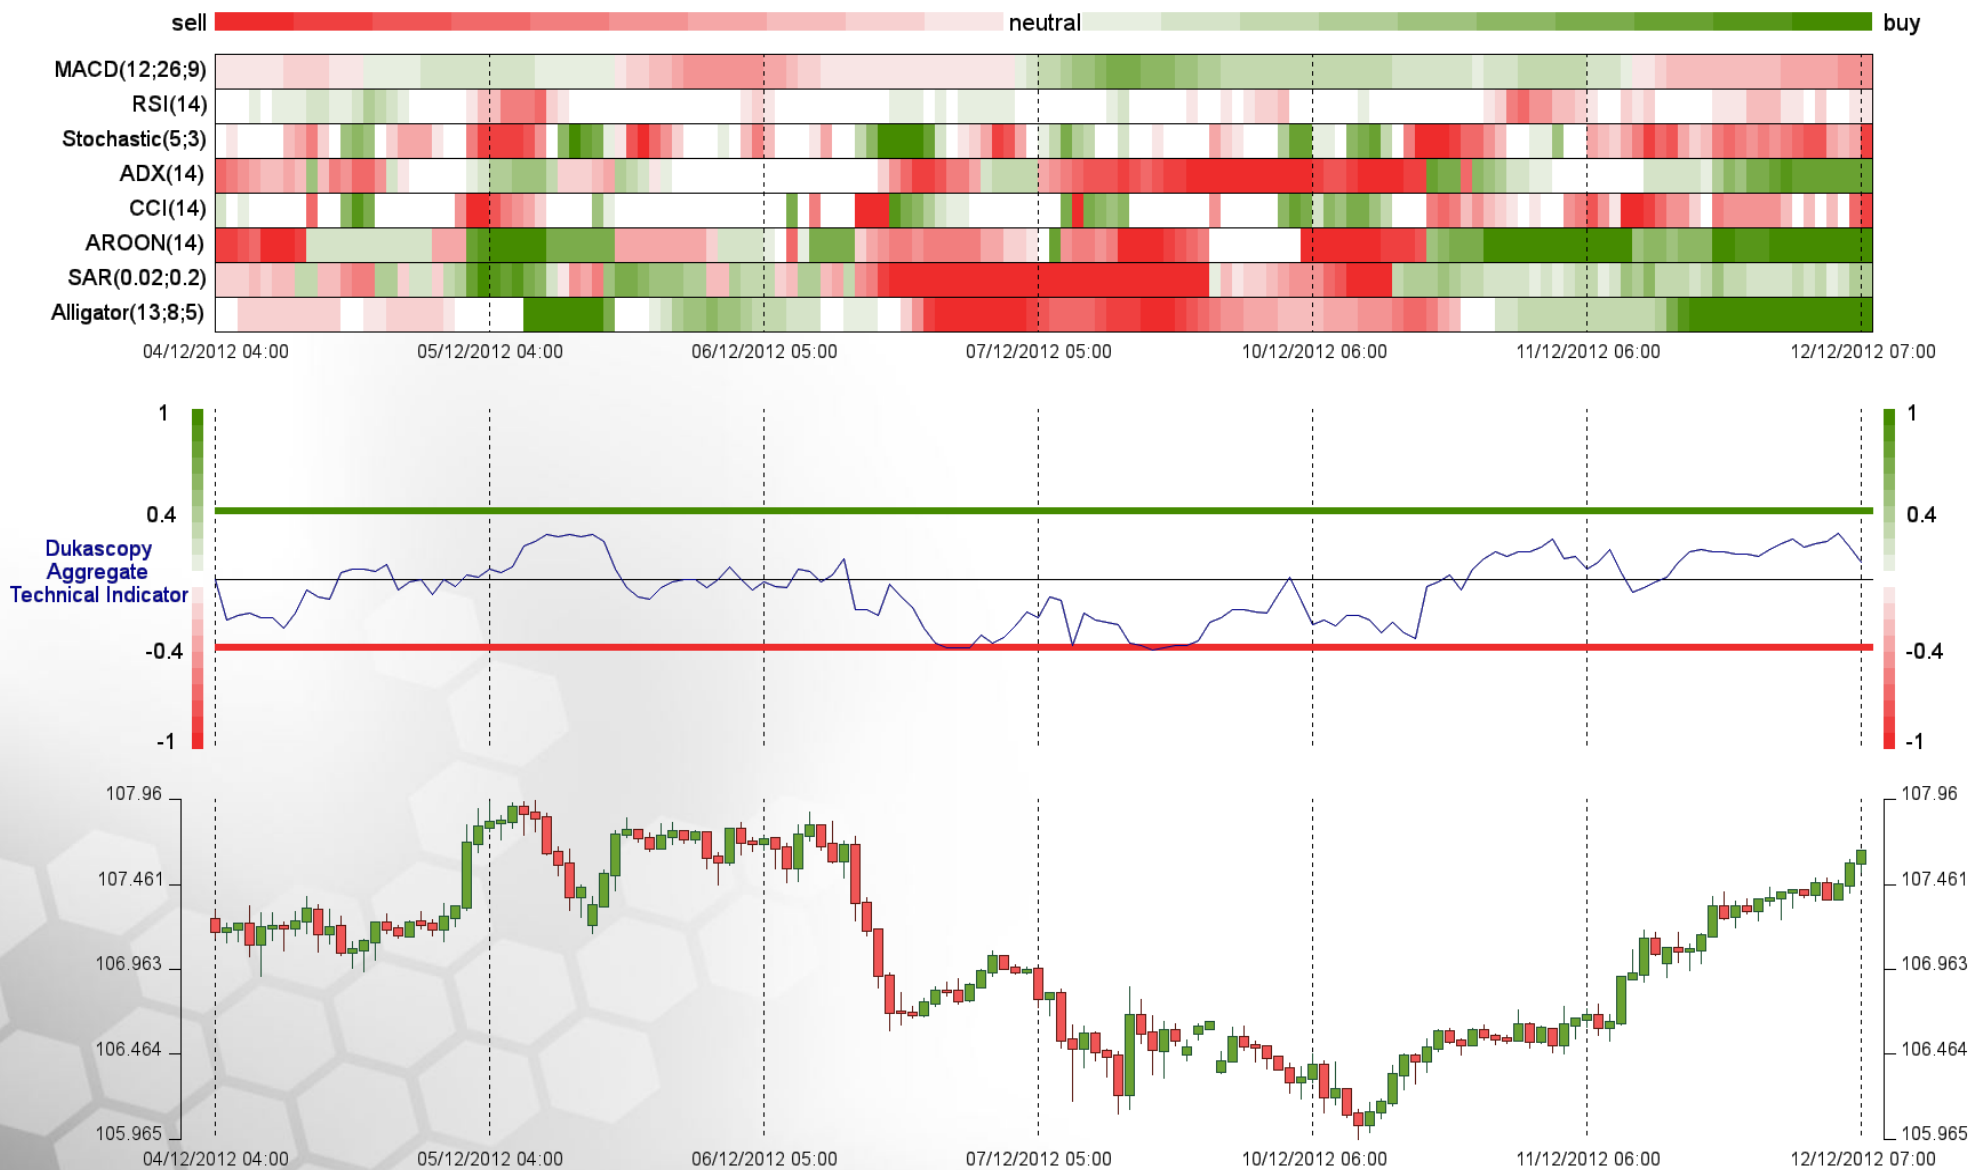 sell neutral buy
MACD(12;26;9)
RSI(14)
Stochastic(5;3)
ADX(14)
CCI(14)
AROON(14)
SAR(0.02;0.2)
Alligator(13;8;5)
04/12/2012 04:00 05/12/2012 04:00 06/12/2012 05:00 07/12/2012 05:00 10/12/2012 06:00 11/12/2012 06:00 12/12/2012 07:00
1 1
0.4 0.4
Dukascopy
Aggregate
Technical Indicator
-0.4 -0.4
-1 -1
107.96 107.96
107.461 107.461
106.963 106.963
106.464 106.464
105.965 105.965
04/12/2012 04:00 05/12/2012 04:00 06/12/2012 05:00 07/12/2012 05:00 10/12/2012 06:00 11/12/2012 06:00 12/12/2012 07:00